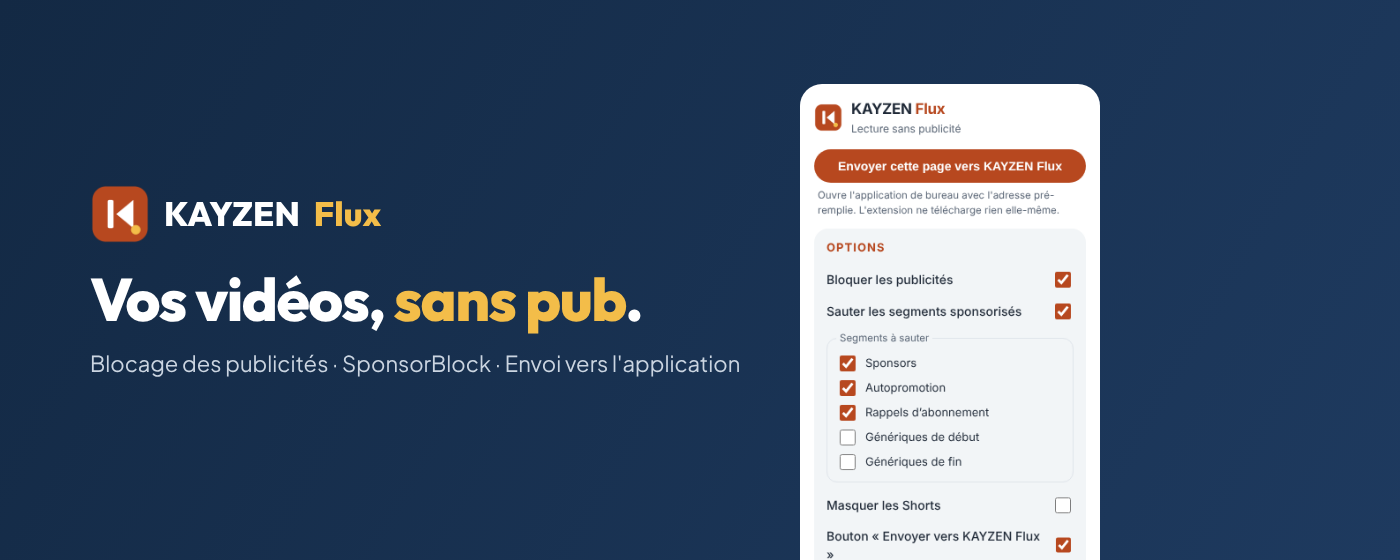 KAYZEN Flux
Vos vidéos, sans pub.
Blocage des publicités · SponsorBlock · Envoi vers l'application
KAYZEN Flux
Lecture sans publicité
Envoyer cette page vers KAYZEN Flux
Ouvre l'application de bureau avec l'adresse pré-
remplie. L'extension ne télécharge rien elle-même.
OPTIONS
Bloquer les publicités
Sauter les segments sponsorisés
Segments à sauter
Sponsors
Autopromotion
Rappels d’abonnement
Génériques de début
Génériques de fin
Masquer les Shorts
Bouton « Envoyer vers KAYZEN Flux
»